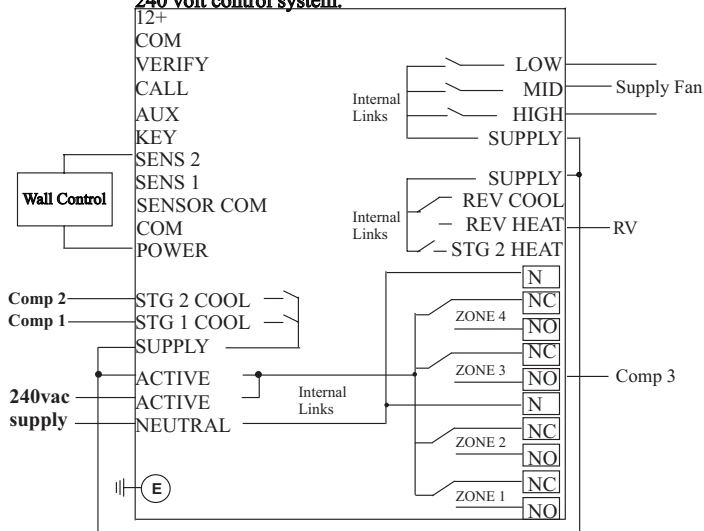 240 volt control system.
12+
COM
VERIFY
CALL
AUX
KEY
SENS 2
SENS 1
SENSOR COM
COM
POWER
Wall Control
Comp 2
STG 2 COOL
Comp 1
STG 1 COOL
SUPPLY
ACTIVE
240vac
supply
ACTIVE
NEUTRAL
Internal
Links
E
Internal
Links
LOW
MID
Supply Fan
HIGH
SUPPLY
Internal
Links
SUPPLY
REV COOL
REV HEAT
RV
STG 2 HEAT
N
NC
ZONE 4
NO
NC
ZONE 3
NO
Comp 3
N
NC
ZONE 2
NO
NC
ZONE 1
NO